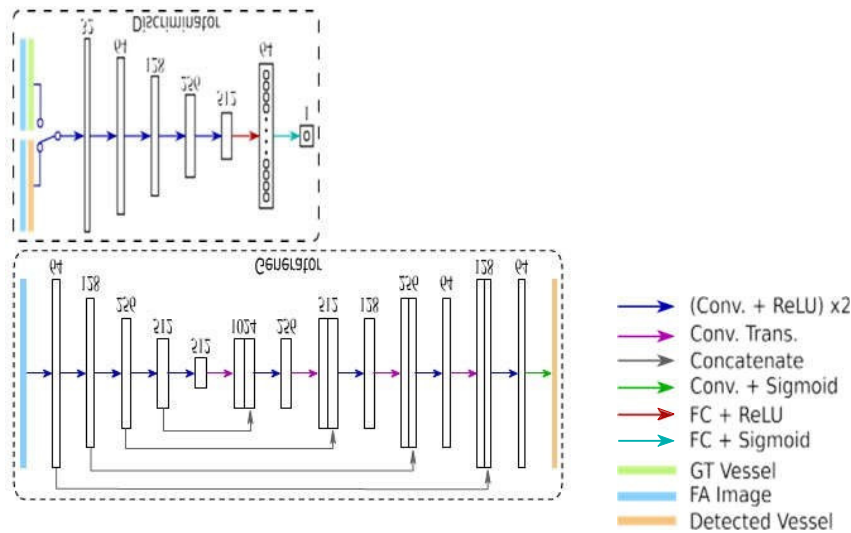 Discriminator
32
64
128
256
512
64
1
Generator
64
128
256
512
512
1024
256
512
128
256
64
128
64
(Conv. + ReLU) x2
Conv. Trans.
Concatenate
Conv. + Sigmoid
FC + ReLU
FC + Sigmoid
GT Vessel
FA Image
Detected Vessel